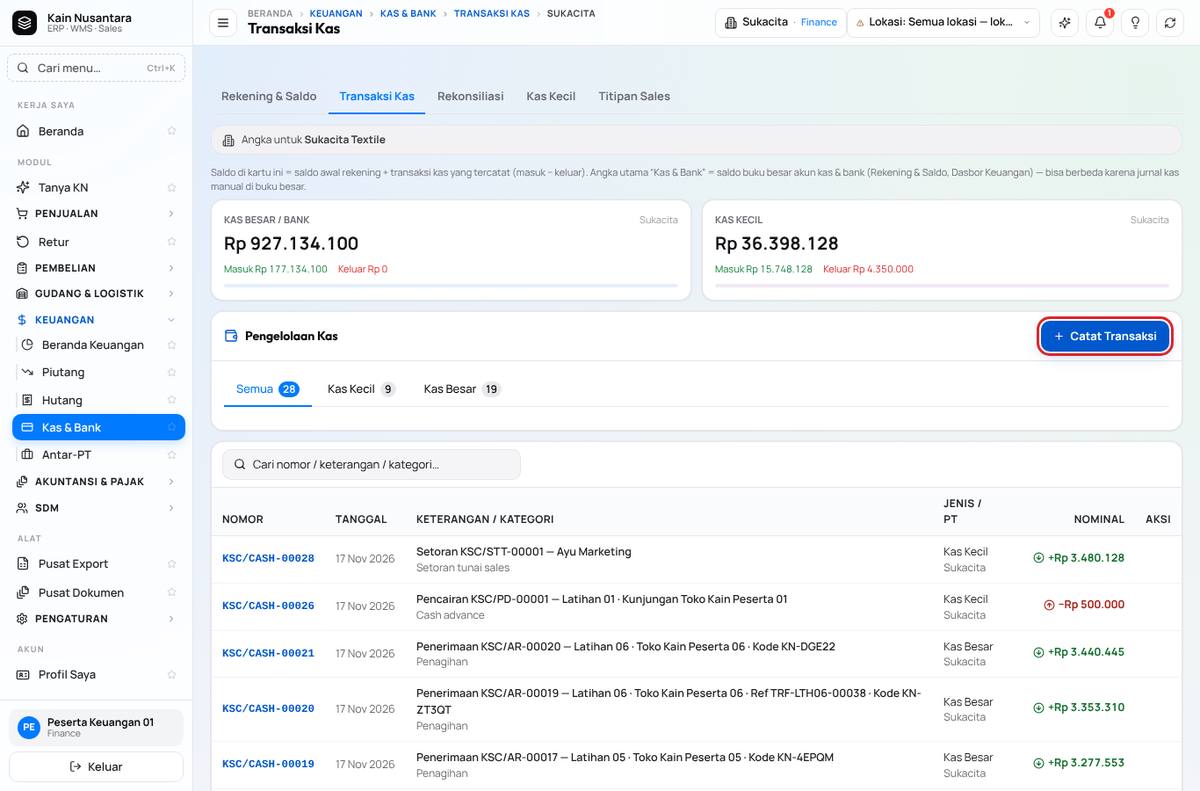 Kain Nusantara
ERP · WMS · Sales
Cari menu... Ctrl+K
KERJA SAYA
Beranda
MODUL
Tanya KN
PENJUALAN
Retur
PEMBELIAN
GUDANG & LOGISTIK
KEUANGAN
Beranda Keuangan
Piutang
Hutang
Kas & Bank
Antar-PT
AKUNTANSI & PAJAK
SDM
ALAT
Pusat Export
Pusat Dokumen
PENGATURAN
AKUN
Profil Saya
PE
Peserta Keuangan 01
Finance
Keluar
BERANDA › KEUANGAN › KAS & BANK › TRANSAKSI KAS › SUKACITA
Transaksi Kas
Sukacita · Finance
Lokasi: Semua lokasi — lok...
1
Rekening & Saldo Transaksi Kas Rekonsiliasi Kas Kecil Titipan Sales
Angka untuk Sukacita Textile
Saldo di kartu ini = saldo awal rekening + transaksi kas yang tercatat (masuk − keluar). Angka utama "Kas & Bank" = saldo buku besar akun kas & bank (Rekening & Saldo, Dasbor Keuangan) — bisa berbeda karena jurnal kas
manual di buku besar.
KAS BESAR / BANK Sukacita
Rp 927.134.100
Masuk Rp 177.134.100 Keluar Rp 0
KAS KECIL Sukacita
Rp 36.398.128
Masuk Rp 15.748.128 Keluar Rp 4.350.000
Pengelolaan Kas
+ Catat Transaksi
Semua 28 Kas Kecil 9 Kas Besar 19
Cari nomor / keterangan / kategori...
NOMOR TANGGAL KETERANGAN / KATEGORI JENIS / PT NOMINAL AKSI
KSC/CASH-00028 17 Nov 2026 Setoran KSC/STT-00001 — Ayu Marketing Kas Kecil +Rp 3.480.128
Setoran tunai sales Sukacita
KSC/CASH-00026 17 Nov 2026 Pencairan KSC/PD-00001 — Latihan 01 · Kunjungan Toko Kain Peserta 01 Kas Kecil −Rp 500.000
Cash advance Sukacita
KSC/CASH-00021 17 Nov 2026 Penerimaan KSC/AR-00020 — Latihan 06 · Toko Kain Peserta 06 · Kode KN-DGE22 Kas Besar +Rp 3.440.445
Penagihan Sukacita
KSC/CASH-00020 17 Nov 2026 Penerimaan KSC/AR-00019 — Latihan 06 · Toko Kain Peserta 06 · Ref TRF-LTH06-00038 · Kode KN-
ZT3QT Kas Besar +Rp 3.353.310
Penagihan Sukacita
KSC/CASH-00019 17 Nov 2026 Penerimaan KSC/AR-00017 — Latihan 05 · Toko Kain Peserta 05 · Kode KN-4EPQM Kas Besar +Rp 3.277.553
Penagihan Sukacita